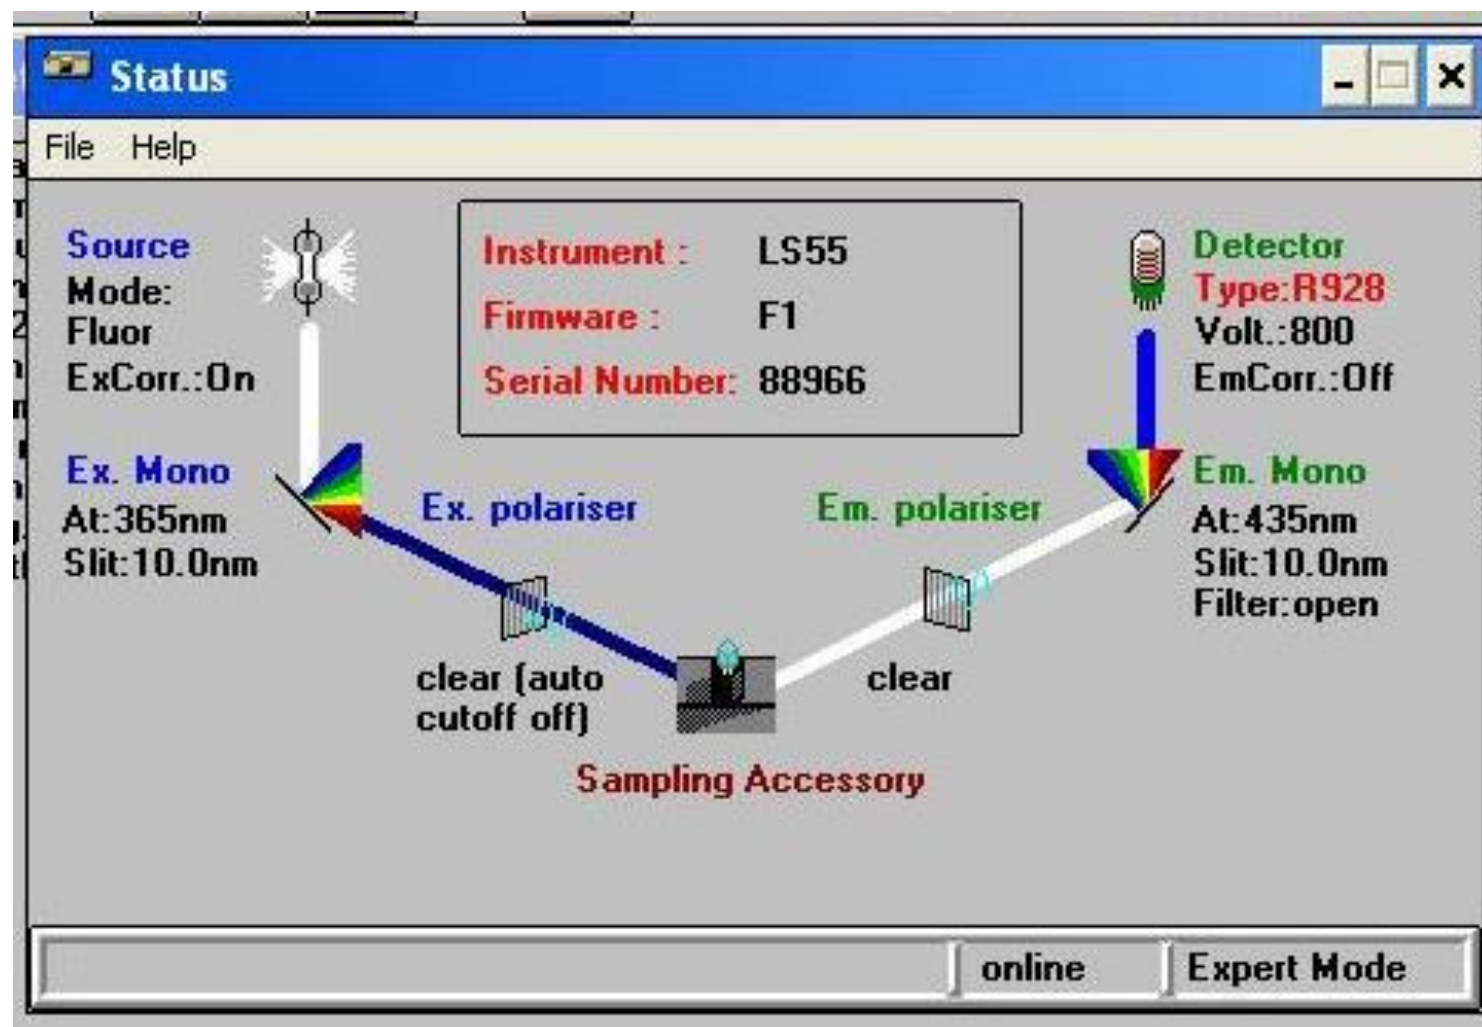 Status
File Help
Source
Mode:
Fluor
ExCorr.:On
Instrument : LS55
Firmware : F1
Serial Number: 88966
Detector
Type:R928
Volt.:800
EmCorr.:Off
Ex. Mono
At:365nm
Slit:10.0nm
Ex. polariser
Em. polariser
Em. Mono
At:435nm
Slit:10.0nm
Filter:open
clear (auto
cutoff off)
clear
Sampling Accessory
online
Expert Mode